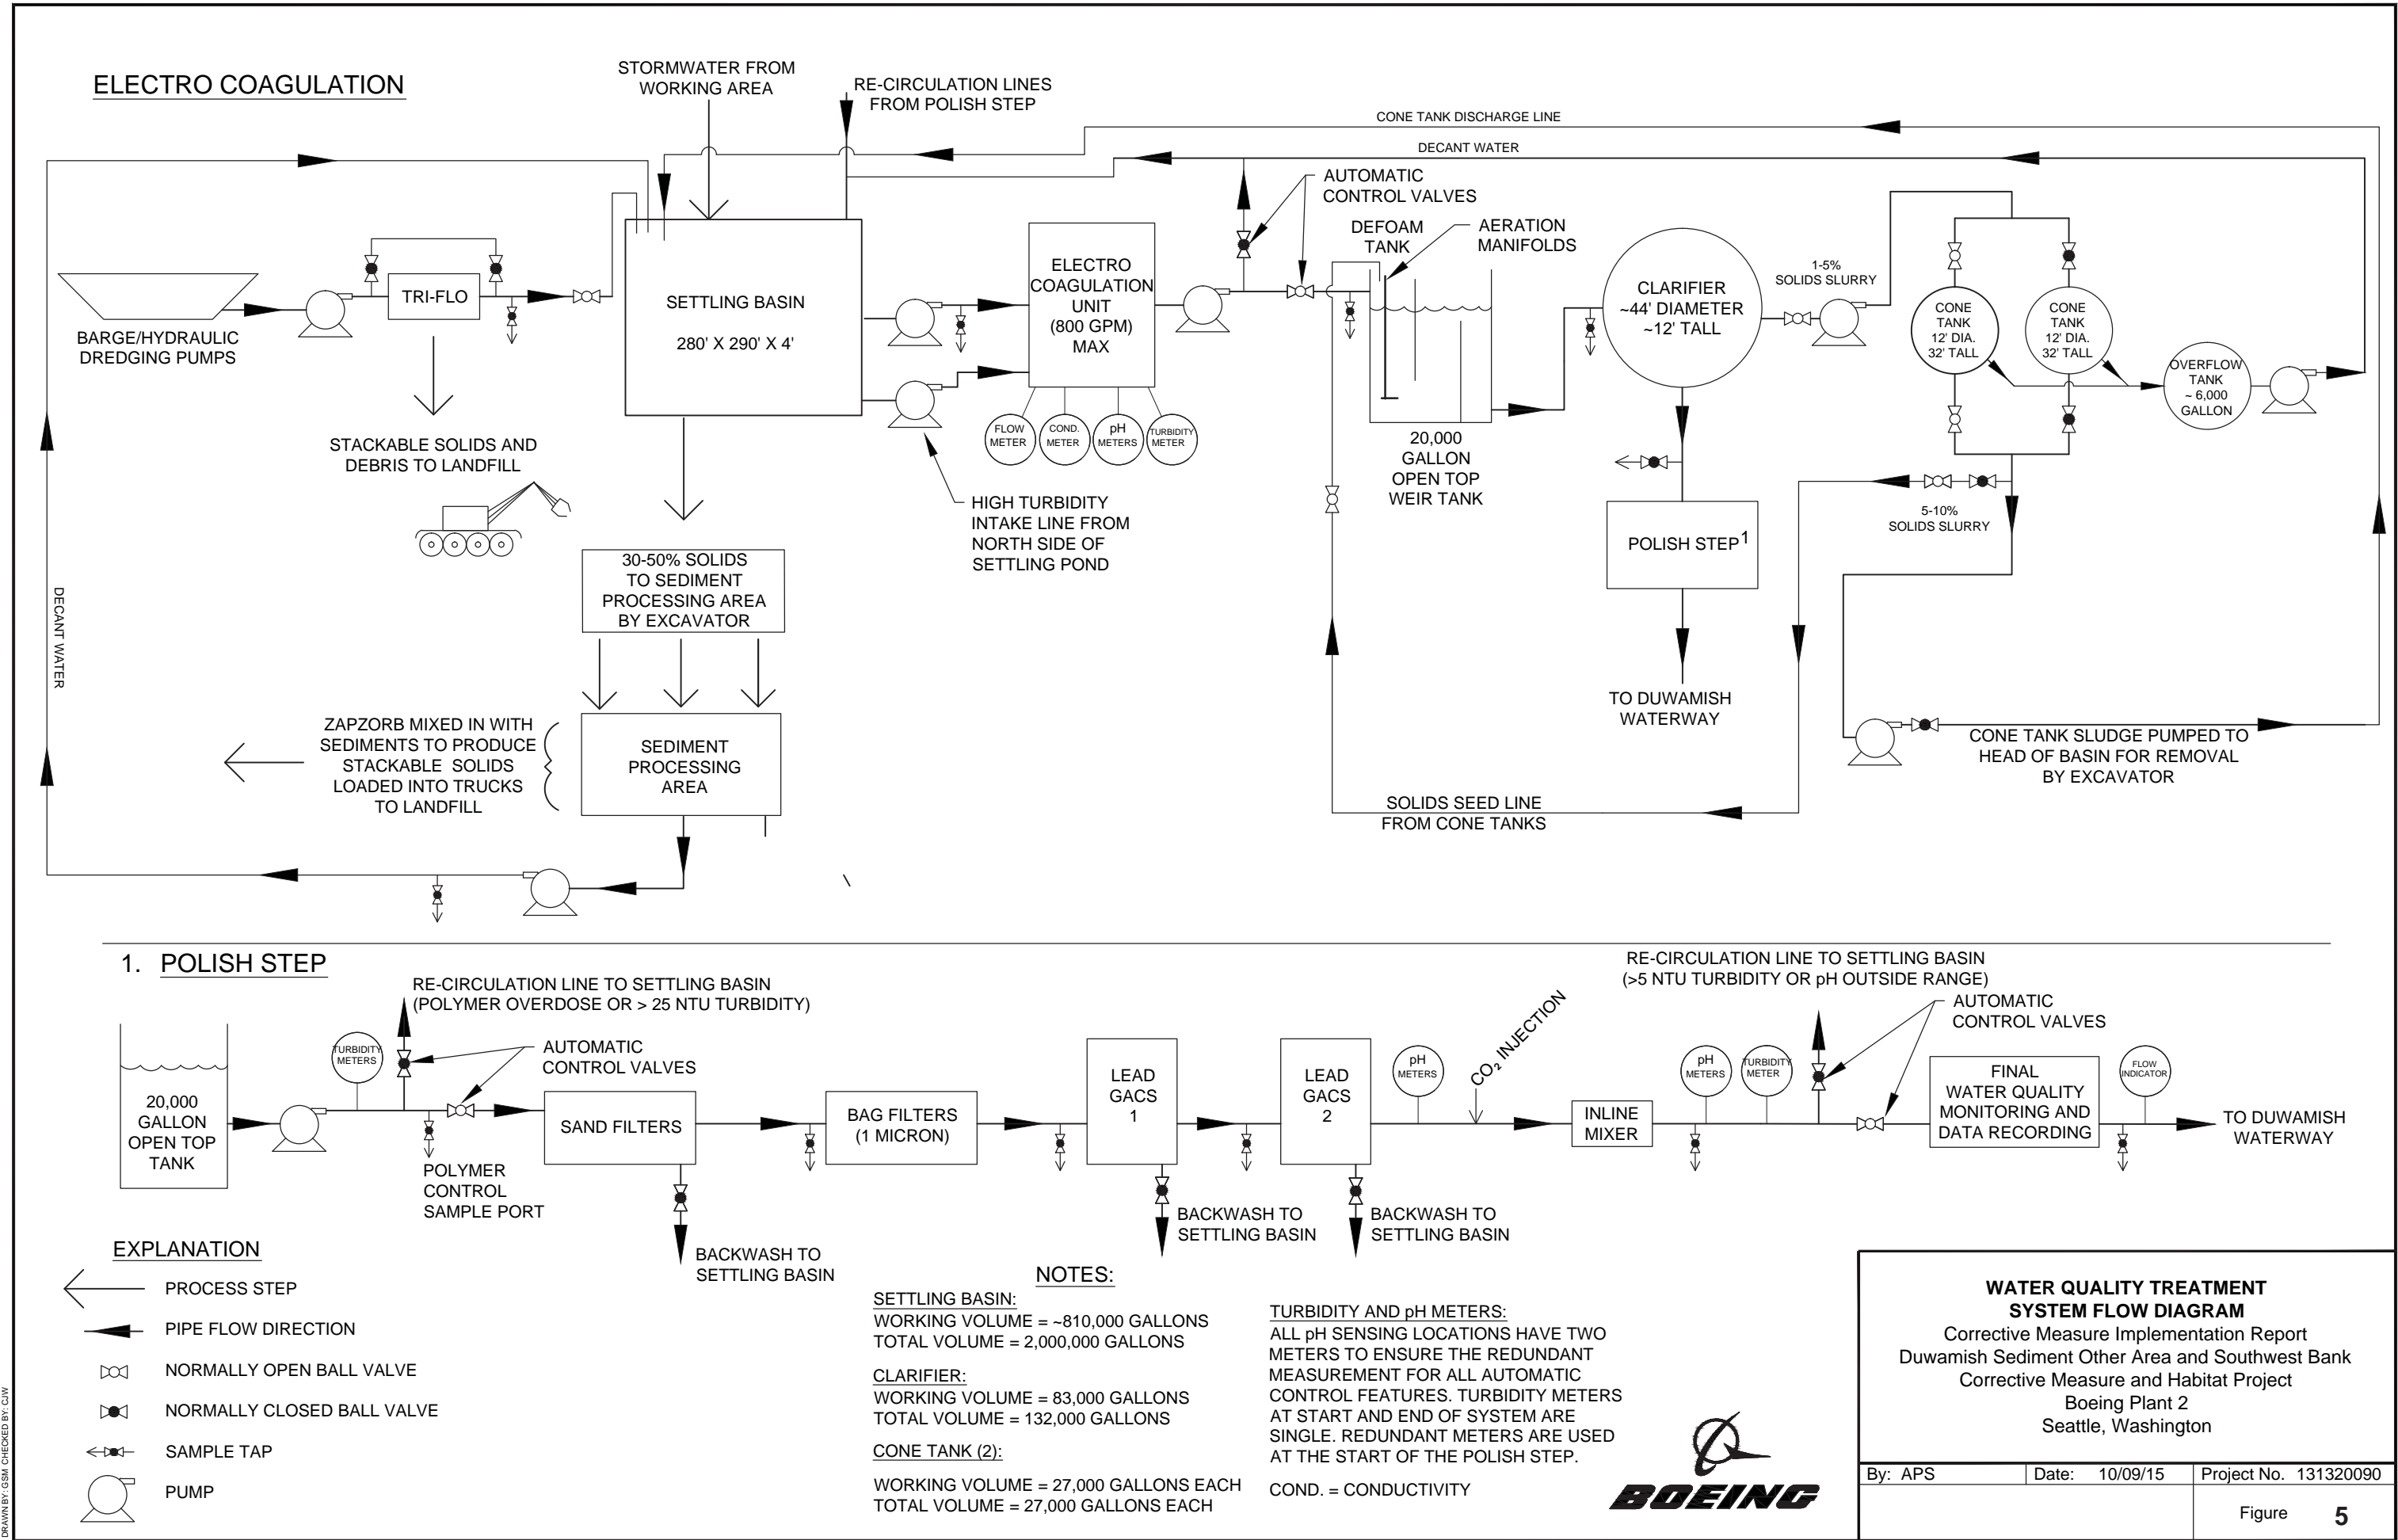 ELECTRO COAGULATION
STORMWATER FROM
WORKING AREA
RE-CIRCULATION LINES
FROM POLISH STEP
CONE TANK DISCHARGE LINE
DECANT WATER
AUTOMATIC
CONTROL VALVES
DEFOAM
TANK
AERATION
MANIFOLDS
BARGE/HYDRAULIC
DREDGING PUMPS
TRI-FLO
STACKABLE SOLIDS AND
DEBRIS TO LANDFILL
SETTLING BASIN
280' X 290' X 4'
ELECTRO
COAGULATION
UNIT
(800 GPM)
MAX
FLOW
METER
COND.
METER
pH
METERS
TURBIDITY
METER
HIGH TURBIDITY
INTAKE LINE FROM
NORTH SIDE OF
SETTLING POND
20,000
GALLON
OPEN TOP
WEIR TANK
CLARIFIER
~44' DIAMETER
~12' TALL
1-5%
SOLIDS SLURRY
CONE
TANK
12' DIA.
32' TALL
CONE
TANK
12' DIA.
32' TALL
OVERFLOW
TANK
~ 6,000
GALLON
5-10%
SOLIDS SLURRY
POLISH STEP1
TO DUWAMISH
WATERWAY
CONE TANK SLUDGE PUMPED TO
HEAD OF BASIN FOR REMOVAL
BY EXCAVATOR
SOLIDS SEED LINE
FROM CONE TANKS
30-50% SOLIDS
TO SEDIMENT
PROCESSING AREA
BY EXCAVATOR
DECANT WATER
ZAPZORB MIXED IN WITH
SEDIMENTS TO PRODUCE
STACKABLE SOLIDS
LOADED INTO TRUCKS
TO LANDFILL
SEDIMENT
PROCESSING
AREA
1. POLISH STEP
RE-CIRCULATION LINE TO SETTLING BASIN
(POLYMER OVERDOSE OR > 25 NTU TURBIDITY)
20,000
GALLON
OPEN TOP
TANK
TURBIDITY
METERS
AUTOMATIC
CONTROL VALVES
POLYMER
CONTROL
SAMPLE PORT
SAND FILTERS
BACKWASH TO
SETTLING BASIN
BAG FILTERS
(1 MICRON)
LEAD
GACS
1
BACKWASH TO
SETTLING BASIN
LEAD
GACS
2
BACKWASH TO
SETTLING BASIN
pH
METERS
CO2 INJECTION
INLINE
MIXER
RE-CIRCULATION LINE TO SETTLING BASIN
(>5 NTU TURBIDITY OR pH OUTSIDE RANGE)
pH
METERS
TURBIDITY
METER
AUTOMATIC
CONTROL VALVES
FINAL
WATER QUALITY
MONITORING AND
DATA RECORDING
FLOW
INDICATOR
TO DUWAMISH
WATERWAY
EXPLANATION
PROCESS STEP
PIPE FLOW DIRECTION
NORMALLY OPEN BALL VALVE
NORMALLY CLOSED BALL VALVE
SAMPLE TAP
PUMP
NOTES:
SETTLING BASIN:
WORKING VOLUME = ~810,000 GALLONS
TOTAL VOLUME = 2,000,000 GALLONS
CLARIFIER:
WORKING VOLUME = 83,000 GALLONS
TOTAL VOLUME = 132,000 GALLONS
CONE TANK (2):
WORKING VOLUME = 27,000 GALLONS EACH
TOTAL VOLUME = 27,000 GALLONS EACH
TURBIDITY AND pH METERS:
ALL pH SENSING LOCATIONS HAVE TWO
METERS TO ENSURE THE REDUNDANT
MEASUREMENT FOR ALL AUTOMATIC
CONTROL FEATURES. TURBIDITY METERS
AT START AND END OF SYSTEM ARE
SINGLE. REDUNDANT METERS ARE USED
AT THE START OF THE POLISH STEP.
COND. = CONDUCTIVITY
BOEING
WATER QUALITY TREATMENT
SYSTEM FLOW DIAGRAM
Corrective Measure Implementation Report
Duwamish Sediment Other Area and Southwest Bank
Corrective Measure and Habitat Project
Boeing Plant 2
Seattle, Washington
By: APS Date: 10/09/15 Project No. 131320090
Figure 5
DRAWN BY: GSM CHECKED BY: CJW